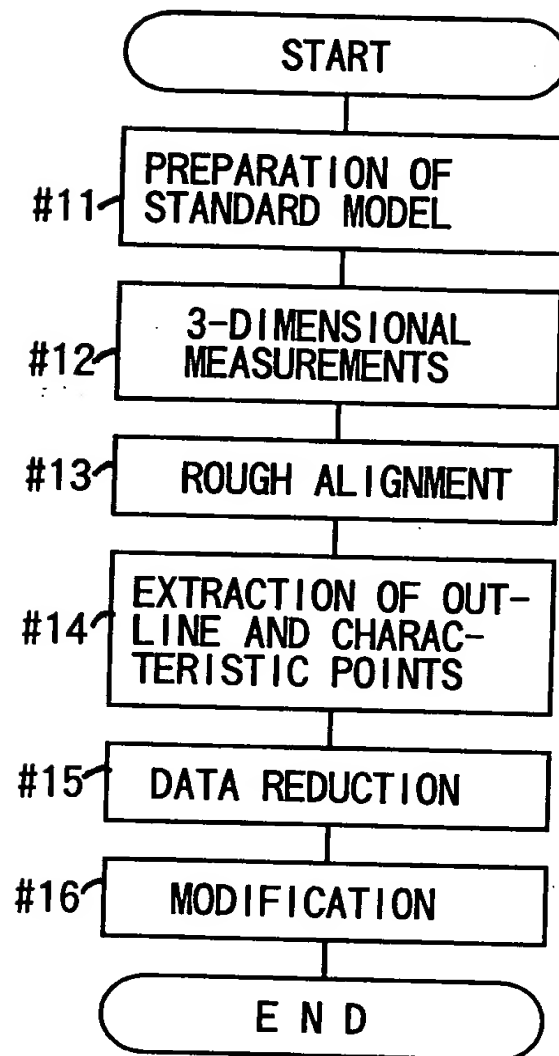 START
#11
PREPARATION OF
STANDARD MODEL
#12
3-DIMENSIONAL
MEASUREMENTS
#13
ROUGH ALIGNMENT
#14
EXTRACTION OF OUT-
LINE AND CHARAC-
TERISTIC POINTS
#15
DATA REDUCTION
#16
MODIFICATION
END